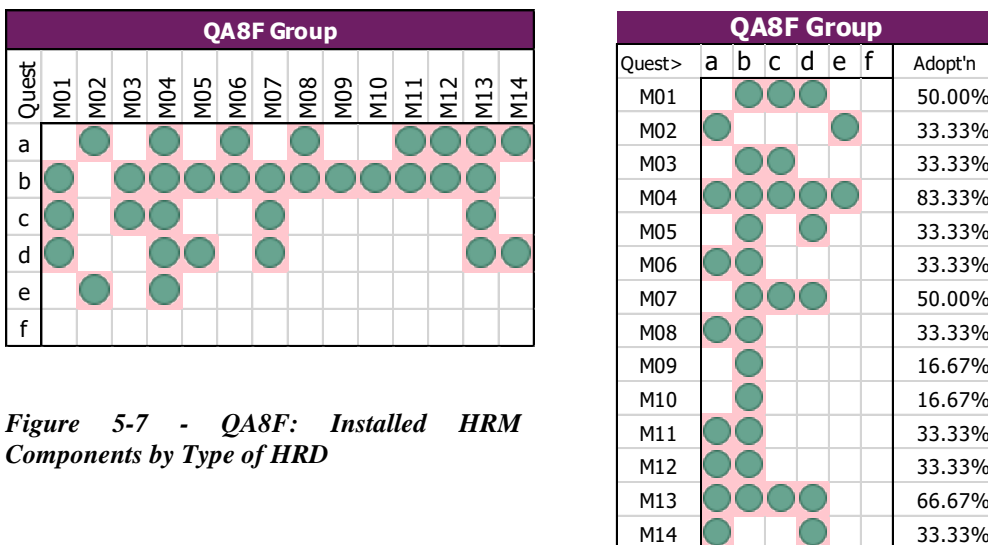 QA8F Group
Quest M01 M02 M03 M04 M05 M06 M07 M08 M09 M10 M11 M12 M13 M14
a
b
c
d
e
f
Figure 5-7 - QA8F: Installed HRM
Components by Type of HRD
QA8F Group
Quest> a b c d e f Adopt'n
M01 50.00%
M02 33.33%
M03 33.33%
M04 83.33%
M05 33.33%
M06 33.33%
M07 50.00%
M08 33.33%
M09 16.67%
M10 16.67%
M11 33.33%
M12 33.33%
M13 66.67%
M14 33.33%